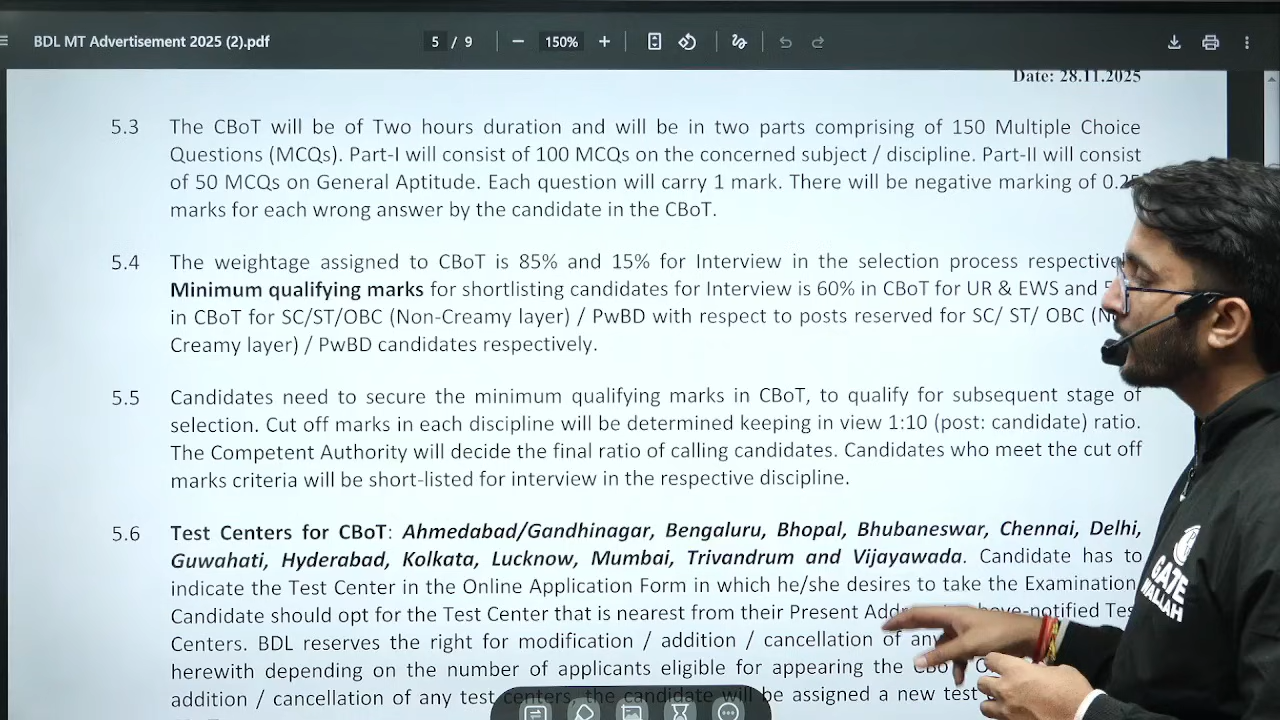 BDL MT Advertisement 2025 (2).pdf 5 / 9 150%
Date: 28.11.2025
5.3 The CBoT will be of Two hours duration and will be in two parts comprising of 150 Multiple Choice
Questions (MCQs). Part-I will consist of 100 MCQs on the concerned subject / discipline. Part-II will consist
of 50 MCQs on General Aptitude. Each question will carry 1 mark. There will be negative marking of 0.25
marks for each wrong answer by the candidate in the CBoT.
5.4 The weightage assigned to CBoT is 85% and 15% for Interview in the selection process
Minimum qualifying marks for shortlisting candidates for Interview is 60% in CBoT for UR & EWS and
in CBoT for SC/ST/OBC (Non-Creamy layer) / PwBD with respect to posts reserved for SC/ ST/ OBC
Creamy layer) / PwBD candidates respectively.
5.5 Candidates need to secure the minimum qualifying marks in CBoT, to qualify for subsequent stage of
selection. Cut off marks in each discipline will be determined keeping in view 1:10 (post: candidate) ratio.
The Competent Authority will decide the final ratio of calling candidates. Candidates who meet the cut off
marks criteria will be short-listed for interview in the respective discipline.
5.6 Test Centers for CBoT: Ahmedabad/Gandhinagar, Bengaluru, Bhopal, Bhubaneswar, Chennai, Delhi,
Guwahati, Hyderabad, Kolkata, Lucknow, Mumbai, Trivandrum and Vijayawada. Candidate has to
indicate the Test Center in the Online Application Form in which he/she desires to take the Examination.
Candidate should opt for the Test Center that is nearest from their Present
Centers. BDL reserves the right for modification / addition / cancellation of any
herewith depending on the number of applicants eligible for appearing the
addition / cancellation of any test centers, the candidate will be assigned a new test
GATE
WALLAH